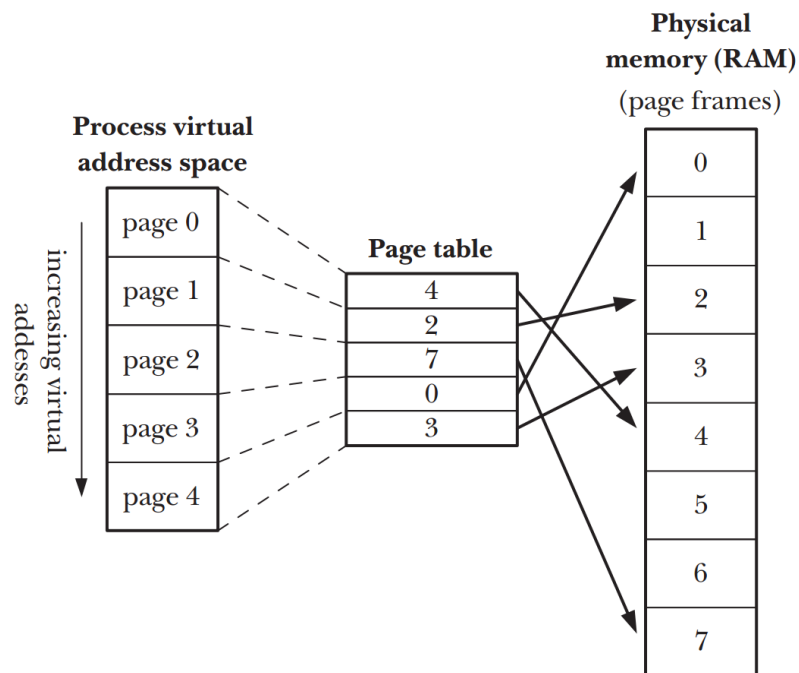 Physical
memory (RAM)
(page frames)
Process virtual
address space
increasing virtual
addesses
page 0
page 1
page 2
page 3
page 4
Page table
4
2
7
0
3
0
1
2
3
4
5
6
7